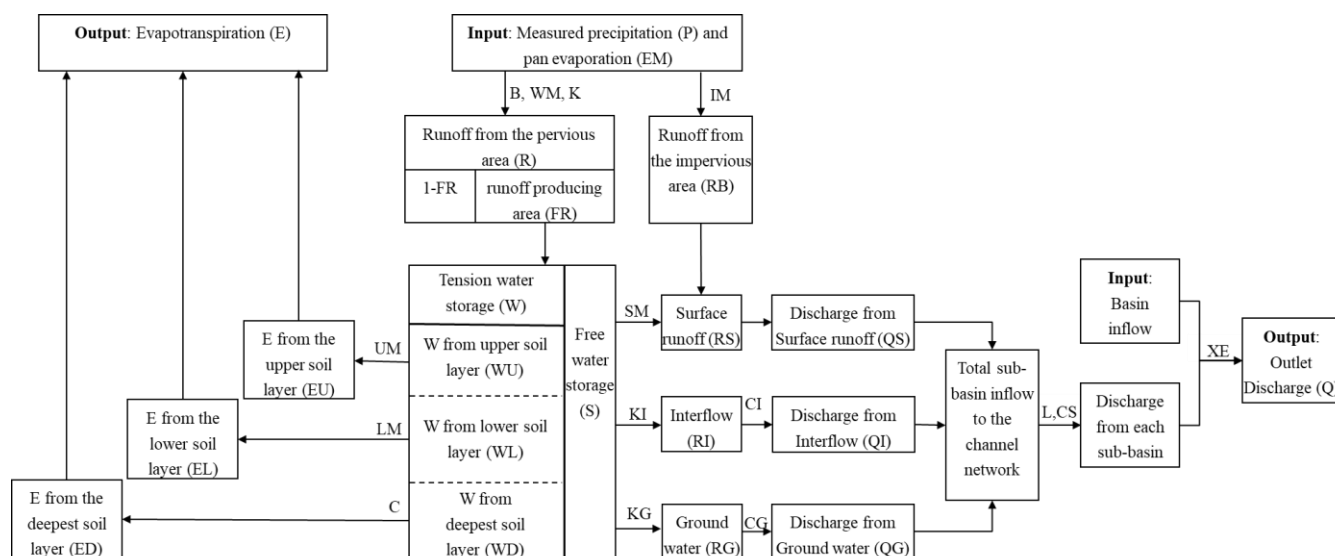 Output: Evapotranspiration (E)
Input: Measured precipitation (P) and
pan evaporation (EM)
B, WM, K
IM
Runoff from the pervious
area (R)
1-FR
runoff producing
area (FR)
Runoff from
the impervious
area (RB)
Tension water
storage (W)
Free
water
storage
(S)
W from upper soil
layer (WU)
W from lower soil
layer (WL)
W from
deepest soil
layer (WD)
UM
LM
C
E from the
upper soil
layer (EU)
E from the
lower soil
layer (EL)
E from the
deepest soil
layer (ED)
SM
Surface
runoff (RS)
Discharge from
Surface runoff (QS)
KI
Interflow
(RI)
CI
Discharge from
Interflow (QI)
KG
Ground
water (RG)
CG
Discharge from
Ground water (QG)
Total sub-
basin inflow
to the
channel
network
L,CS
Input:
Basin
inflow
Discharge
from each
sub-basin
XE
Output:
Outlet
Discharge (Q